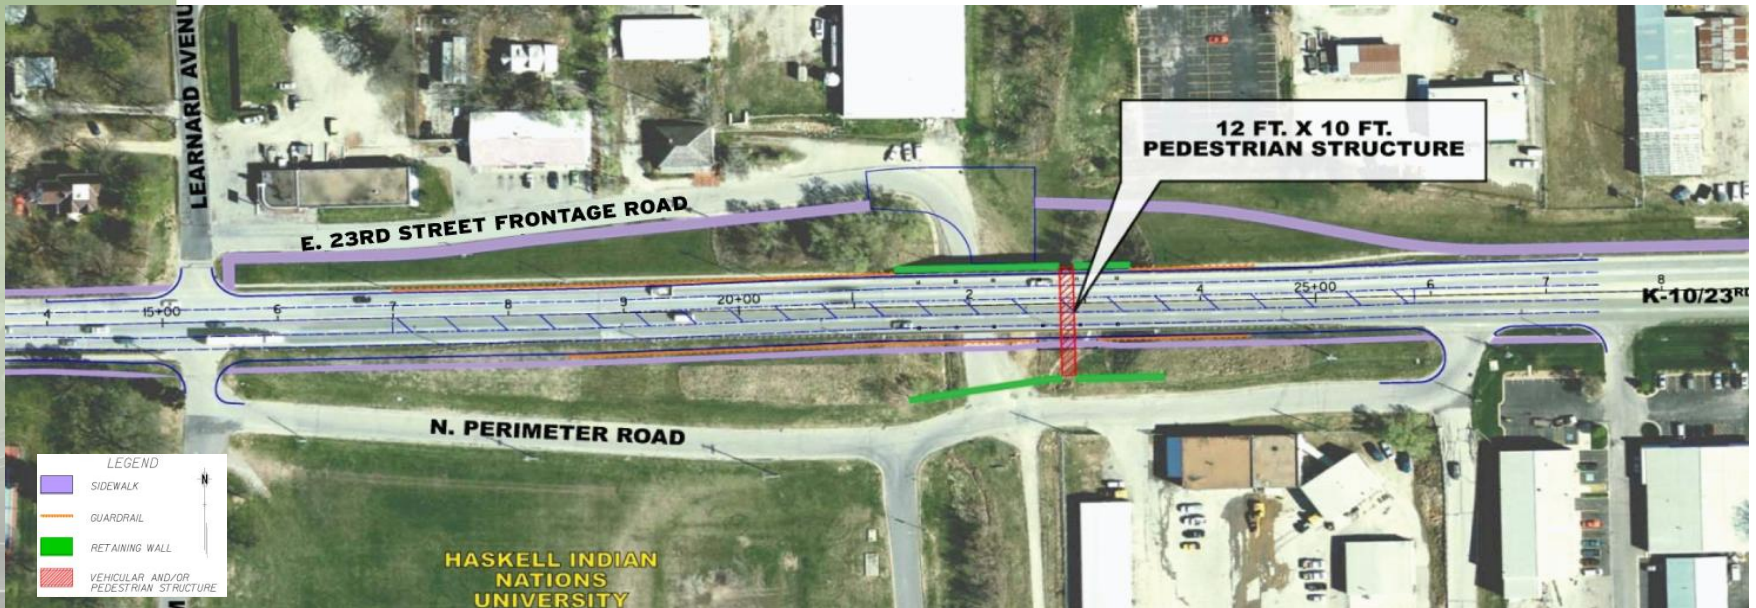 LEARNARD AVENU
12 FT. X 10 FT.
PEDESTRIAN STRUCTURE
E. 23RD STREET FRONTAGE ROAD
4
15+00
6
7
8
9
20+00
1
2
4
25+00
6
7
8
K-10/23RD
N. PERIMETER ROAD
LEGEND
N
SIDEWALK
GUARDRAIL
RETAINING WALL
VEHICULAR AND/OR
PEDESTRIAN STRUCTURE
HASKELL INDIAN
NATIONS
UNIVERSITY